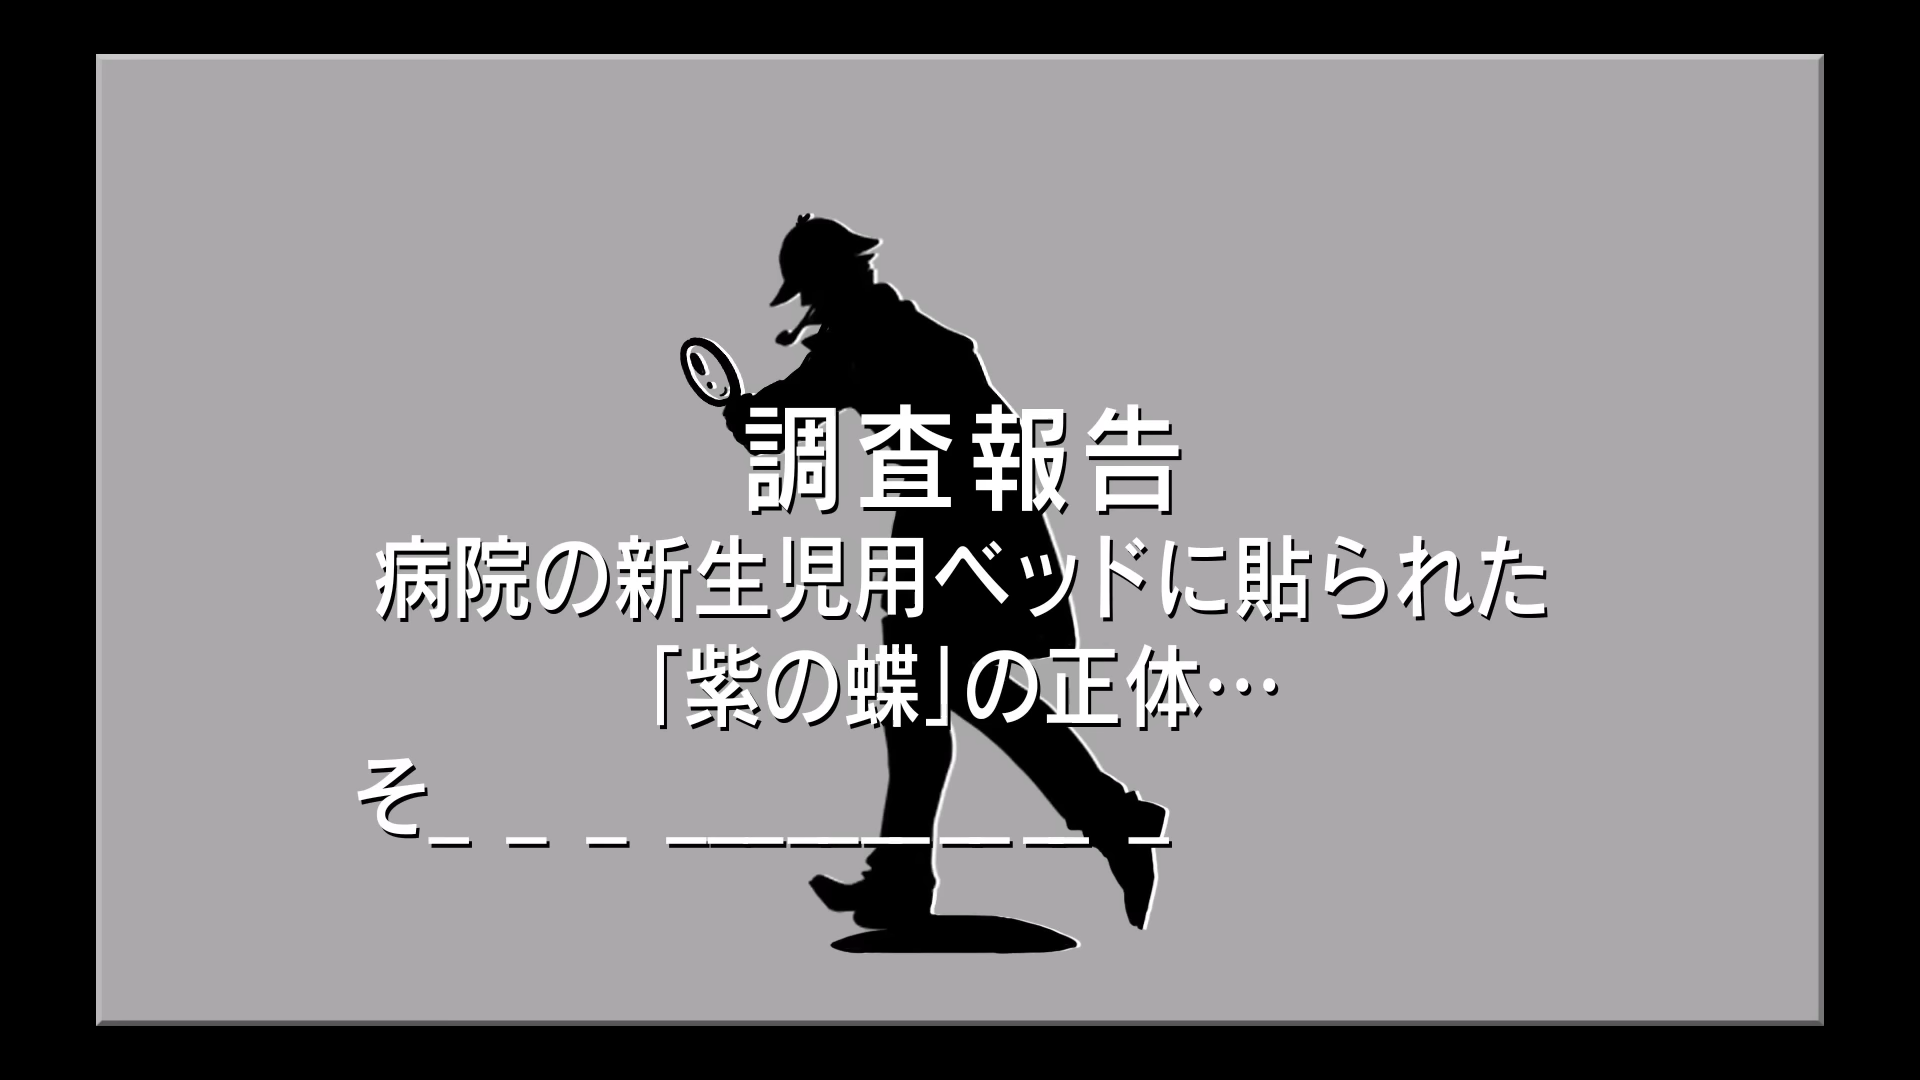 調査報告
病院の新生児用ベッドに貼られた
「紫の蝶」の正体…
そ_ _ _ _________ _